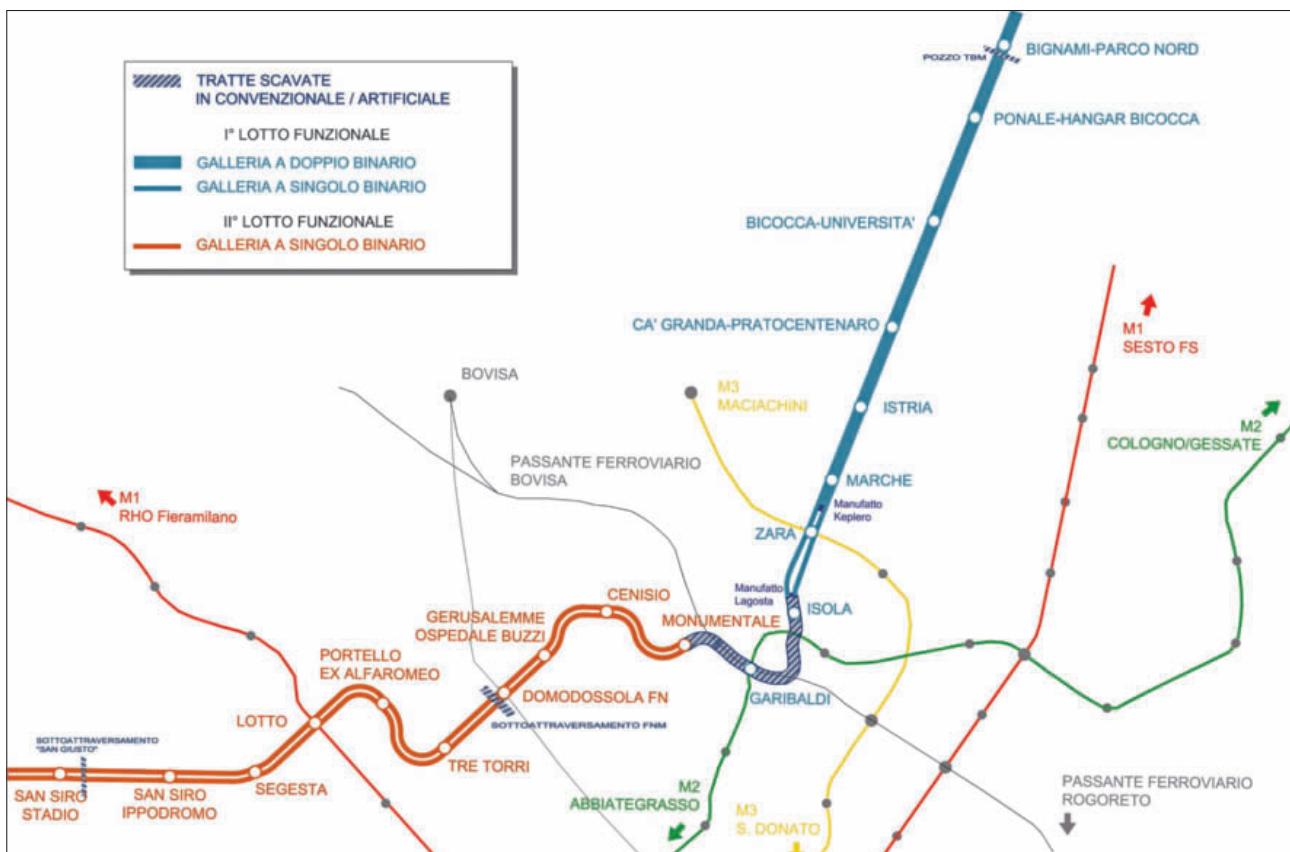 TRATTE SCAVATE
IN CONVENZIONALE / ARTIFICIALE
I° LOTTO FUNZIONALE
GALLERIA A DOPPIO BINARIO
GALLERIA A SINGOLO BINARIO
II° LOTTO FUNZIONALE
GALLERIA A SINGOLO BINARIO
BIGNAMI-PARCO NORD
POZZO TBM
PONALE-HANGAR BICOCCA
BICOCCA-UNIVERSITA'
CA' GRANDA-PRATOCENTENARO
M1
SESTO FS
BOVISA
M3
MACIACHINI
ISTRIA
M2
COLOGNO/GESSATE
PASSANTE FERROVIARIO
BOVISA
MARCHE
M1
RHO Fieramilano
Manufatto
Keplero
ZARA
Manufatto
Lagosta
ISOLA
CENISIO
MONUMENTALE
GERUSALEMME
OSPEDALE BUZZI
PORTELLO
EX ALFAROMEO
DOMODOSSOLA FN
GARIBALDI
LOTTO
SOTTOATTRAVERSAMENTO FNM
SOTTOATTRAVERSAMENTO
"SAN GIUSTO"
TRE TORRI
SEGESTA
SAN SIRO
STADIO
SAN SIRO
IPPODROMO
M2
ABBIATEGRASSO
M3
S. DONATO
PASSANTE FERROVIARIO
ROGORETO